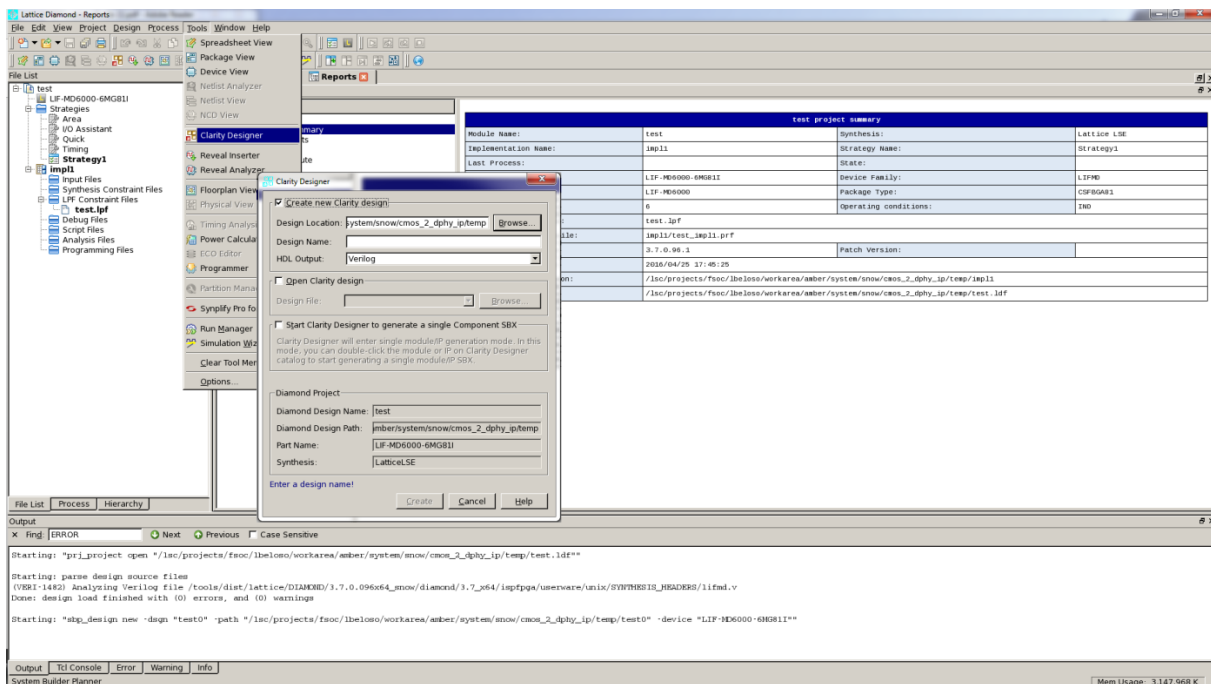 Lattice Diamond - Reports
File Edit View Project Design Process Tools Window Help
Spreadsheet View
Package View
Device View
Netlist Analyzer
Netlist View
NCD View
Clarity Designer
Reveal Inserter
Reveal Analyzer
Floorplan View
Physical View
Timing Analysi
Power Calcula
ECO Editor
Programmer
Partition Mana
Synplify Pro fo
Run Manager
Simulation Wiz
Clear Tool Mer
Options...
File List
test
LIF-MD6000-6MG81I
Strategies
Area
I/O Assistant
Quick
Timing
Strategy1
impl1
Input Files
Synthesis Constraint Files
LPF Constraint Files
test.lpf
Debug Files
Script Files
Analysis Files
Programming Files
File List Process Hierarchy
Reports
mary
ts
ute
test project summary
Module Name: test Synthesis: Lattice LSE
Implementation Name: impl1 Strategy Name: Strategy1
Last Process: State:
LIF-MD6000-6MG81I Device Family: LIFMD
LIF-MD6000 Package Type: CSFBGA81
6 Operating conditions: IND
: test.lpf
ile: impl1/test_impl1.prf
3.7.0.96.1 Patch Version:
2016/04/25 17:45:25
on: /lsc/projects/fsoc/lbeloso/workarea/amber/system/snow/cmos_2_dphy_ip/temp/impl1
/lsc/projects/fsoc/lbeloso/workarea/amber/system/snow/cmos_2_dphy_ip/temp/test.ldf
Clarity Designer
Create new Clarity design
Design Location: system/snow/cmos_2_dphy_ip/temp Browse...
Design Name:
HDL Output: Verilog
Open Clarity design
Design File: Browse...
Start Clarity Designer to generate a single Component SBX
Clarity Designer will enter single module/IP generation mode. In this
mode, you can double-click the module or IP on Clarity Designer
catalog to start generating a single module/IP SBX.
Diamond Project
Diamond Design Name: test
Diamond Design Path: mber/system/snow/cmos_2_dphy_ip/temp
Part Name: LIF-MD6000-6MG81I
Synthesis: LatticeLSE
Enter a design name!
Create Cancel Help
Output
Find ERROR Next Previous Case Sensitive
Starting: "prj_project open "/lsc/projects/fsoc/lbeloso/workarea/amber/system/snow/cmos_2_dphy_ip/temp/test.ldf""
Starting: parse design source files
(VERI-1482) Analyzing Verilog file /tools/dist/lattice/DIAMOND/3.7.0.096x64_snow/diamond/3.7_x64/ispfpga/userware/unix/SYNTHESIS_HEADERS/lifmd.v
Done: design load finished with (0) errors, and (0) warnings
Starting: "sbp_design new -dsgn "test0" -path "/lsc/projects/fsoc/lbeloso/workarea/amber/system/snow/cmos_2_dphy_ip/temp/test0" -device "LIF-MD6000-6MG81I""
Output Tcl Console Error Warning Info
System Builder Planner
Mem Usage: 3,147,968 K